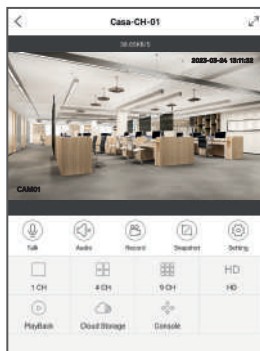 Casa-CH-01
2023-03-24 13:11:32
CAM01
Talk
Audio
Record
Snapshot
Setting
1 CH
4 CH
9 CH
HD
HD
PlayBack
Cloud Storage
Console